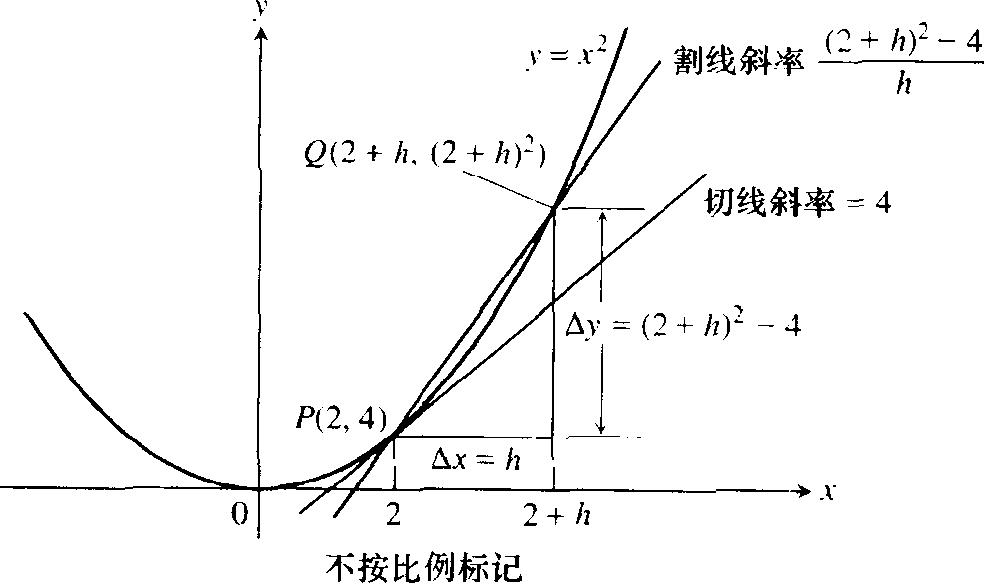 y
y = x²
割线斜率 \frac{(2 + h)² − 4}{h}
Q(2 + h, (2 + h)²)
切线斜率 = 4
Δy = (2 + h)² − 4
P(2, 4)
Δx = h
x
0
2
2 + h
不按比例标记